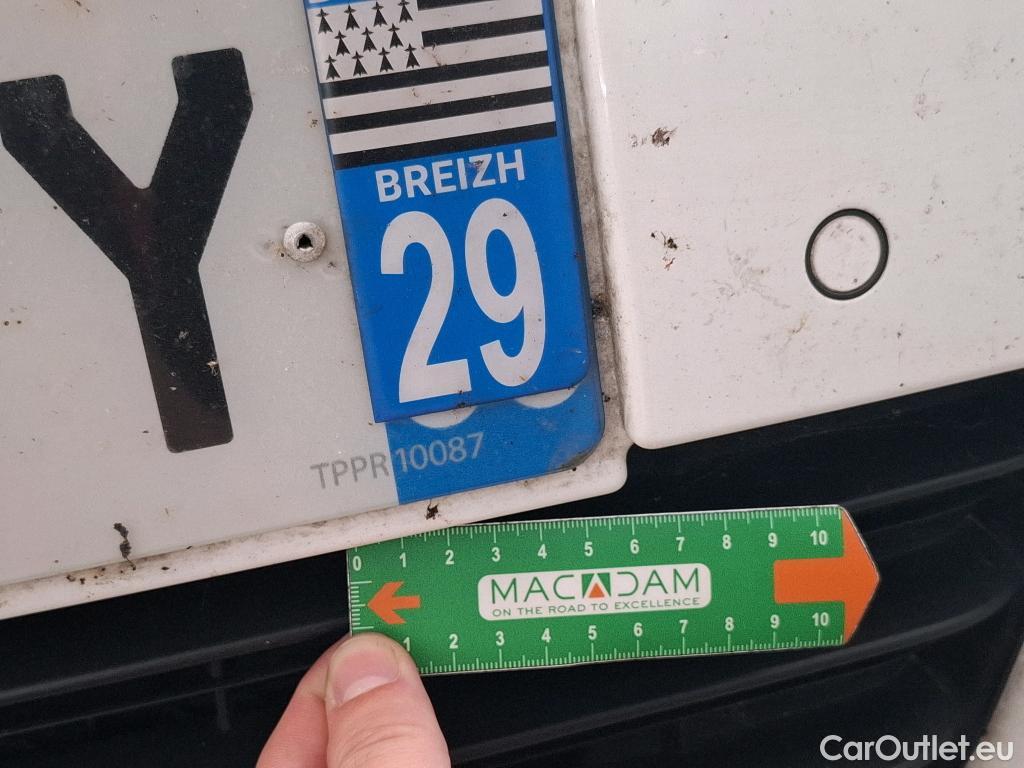 Y
BREIZH
29
TPPR 10087
0 1 2 3 4 5 6 7 8 9 10
MACADAM
ON THE ROAD TO EXCELLENCE
1 2 3 4 5 6 7 8 9 10
CarOutlet.eu